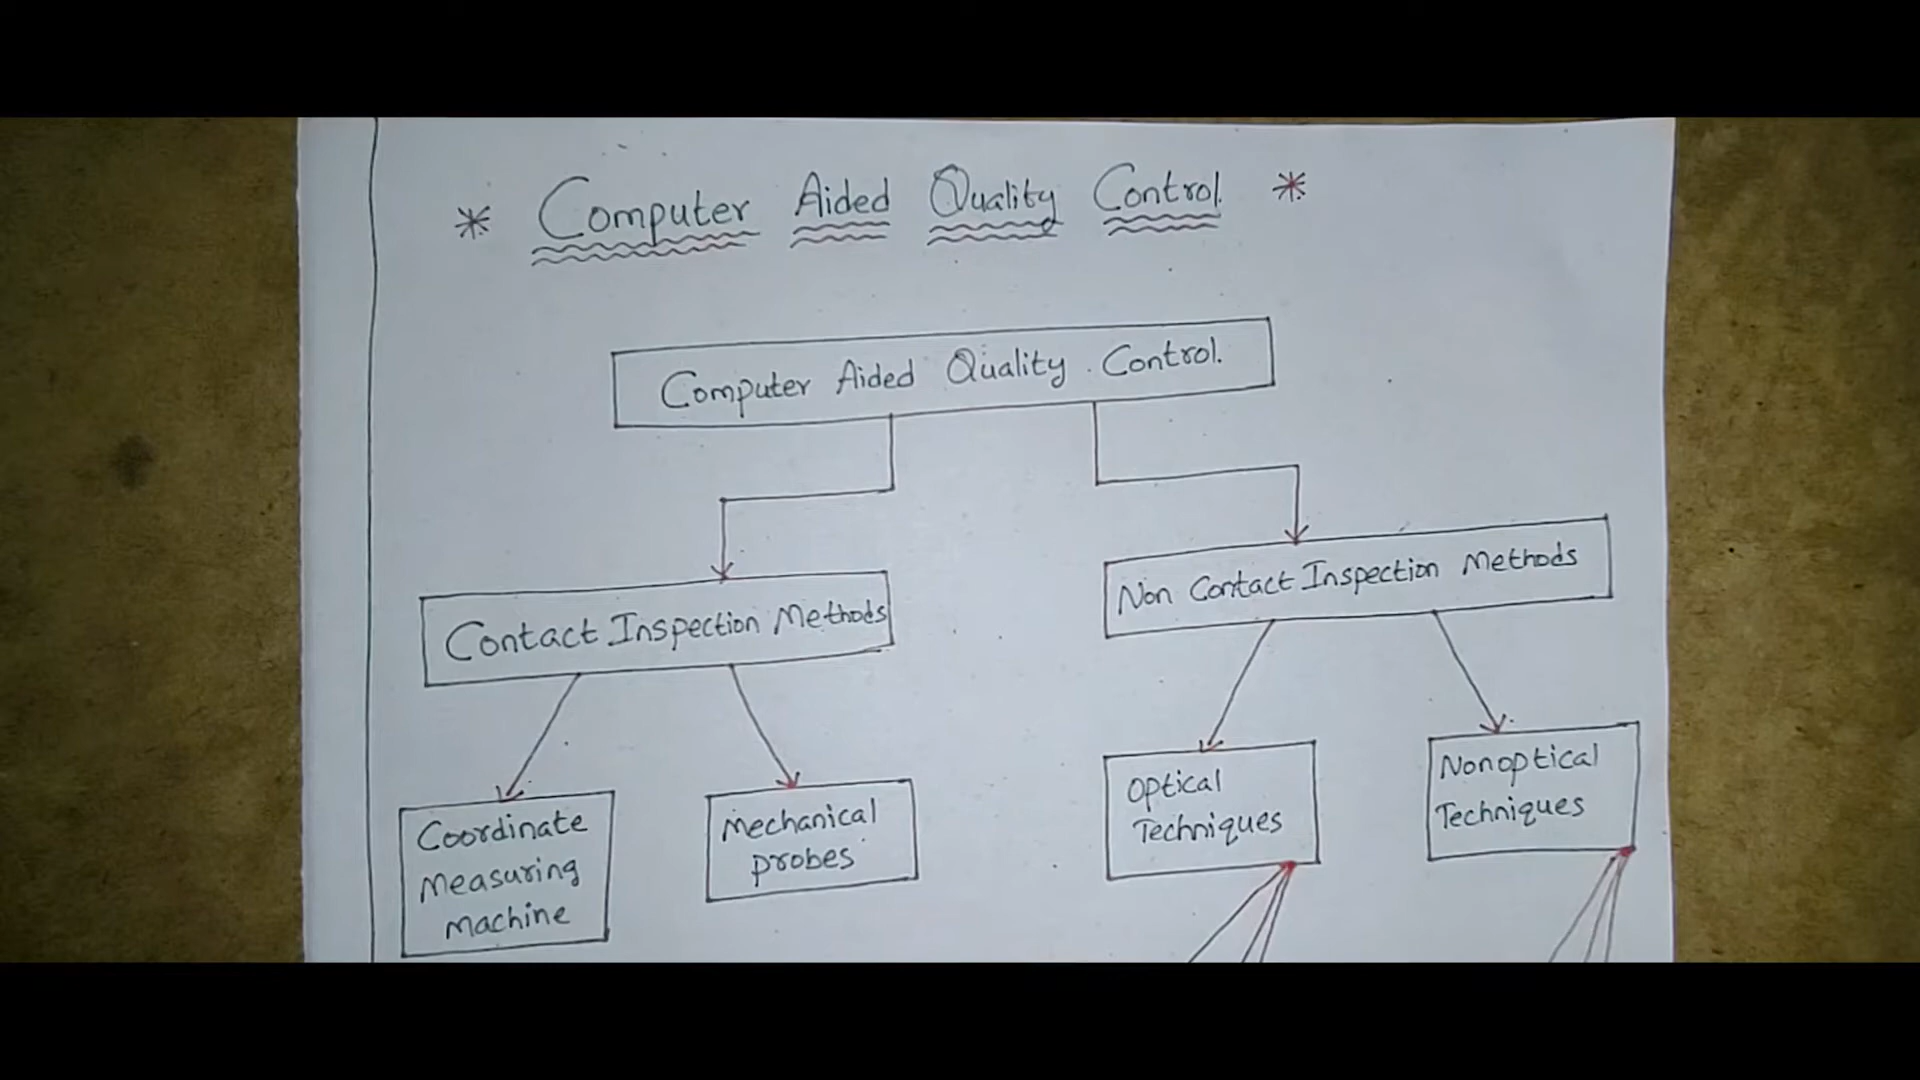 * Computer Aided Quality Control *
Computer Aided Quality Control.
Contact Inspection Methods
Non Contact Inspection Methods
Coordinate
Measuring
Machine
Mechanical
probes
Optical
Techniques
Nonoptical
Techniques